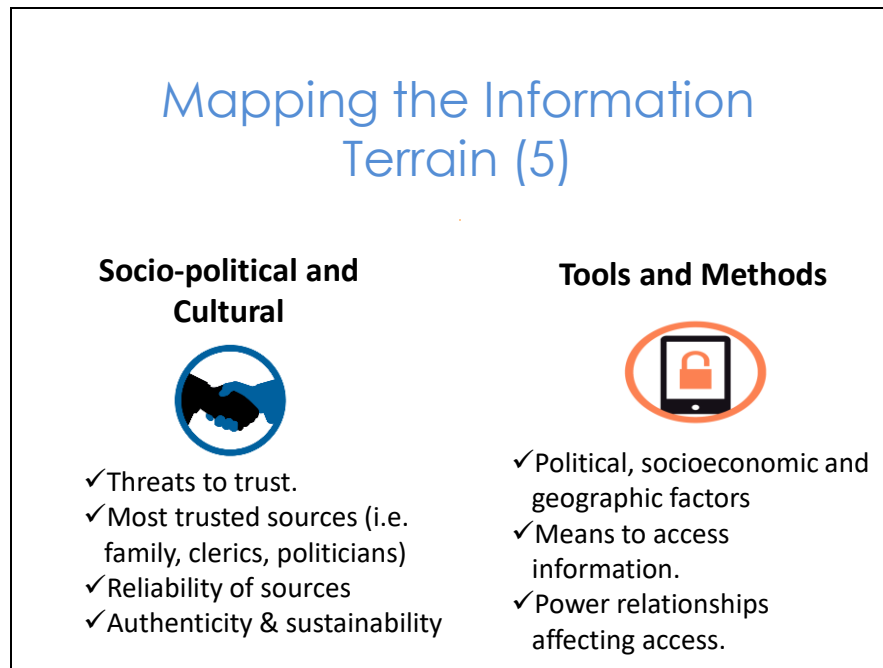 Mapping the Information
Terrain (5)
Socio-political and
Cultural
✓Threats to trust.
✓Most trusted sources (i.e.
family, clerics, politicians)
✓Reliability of sources
✓Authenticity & sustainability
Tools and Methods
✓Political, socioeconomic and
geographic factors
✓Means to access
information.
✓Power relationships
affecting access.